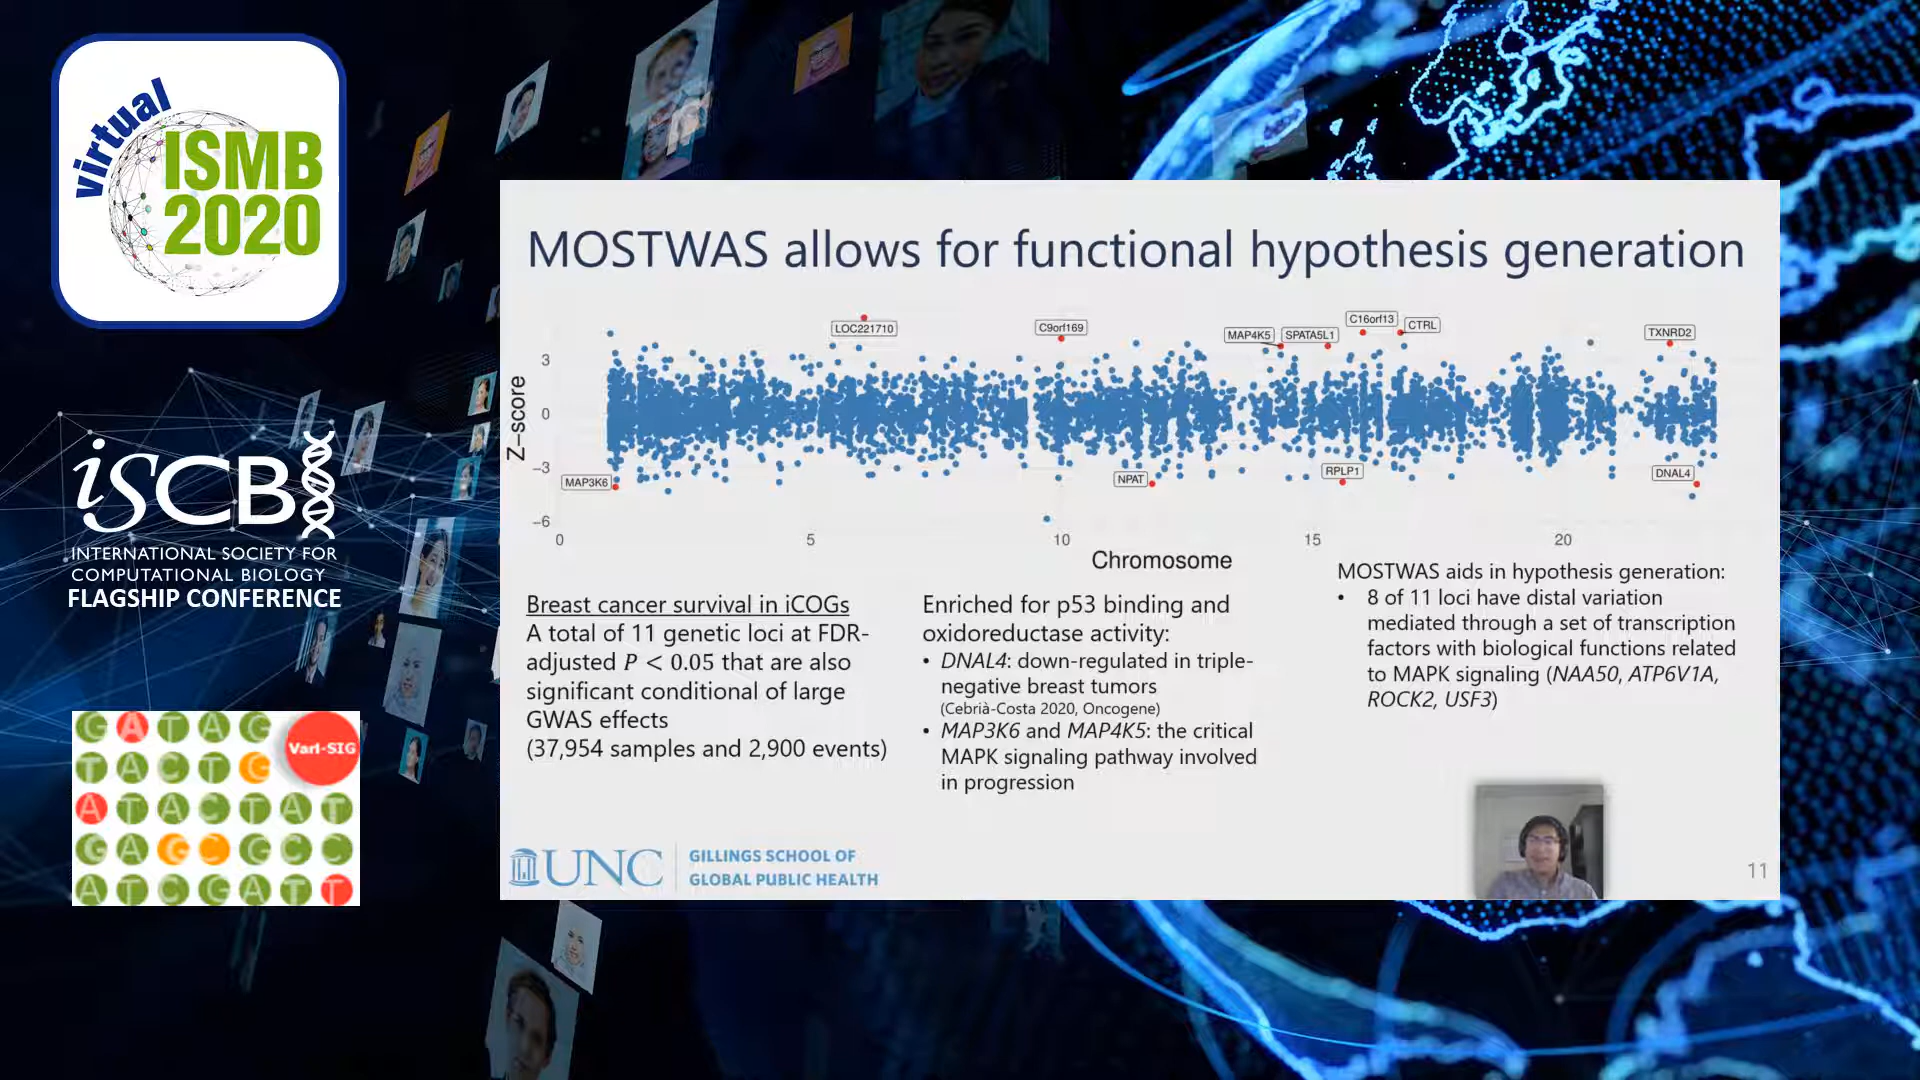 virtual
ISMB
2020
iSCB
INTERNATIONAL SOCIETY FOR
COMPUTATIONAL BIOLOGY
FLAGSHIP CONFERENCE
GATAG
Vari-SIG
TACTG
ATACTAT
GAGCGCC
ATCGATT
MOSTWAS allows for functional hypothesis generation
Z−score
3
0
−3
−6
LOC221710
C9orf169
MAP4K5
SPATA5L1
C16orf13
CTRL
TXNRD2
MAP3K6
NPAT
RPLP1
DNAL4
0
5
10
15
20
Chromosome
Breast cancer survival in iCOGs
A total of 11 genetic loci at FDR-
adjusted P < 0.05 that are also
significant conditional of large
GWAS effects
(37,954 samples and 2,900 events)
Enriched for p53 binding and
oxidoreductase activity:
• DNAL4: down-regulated in triple-
negative breast tumors
(Cebrià-Costa 2020, Oncogene)
• MAP3K6 and MAP4K5: the critical
MAPK signaling pathway involved
in progression
MOSTWAS aids in hypothesis generation:
• 8 of 11 loci have distal variation
mediated through a set of transcription
factors with biological functions related
to MAPK signaling (NAA50, ATP6V1A,
ROCK2, USF3)
UNC
GILLINGS SCHOOL OF
GLOBAL PUBLIC HEALTH
11